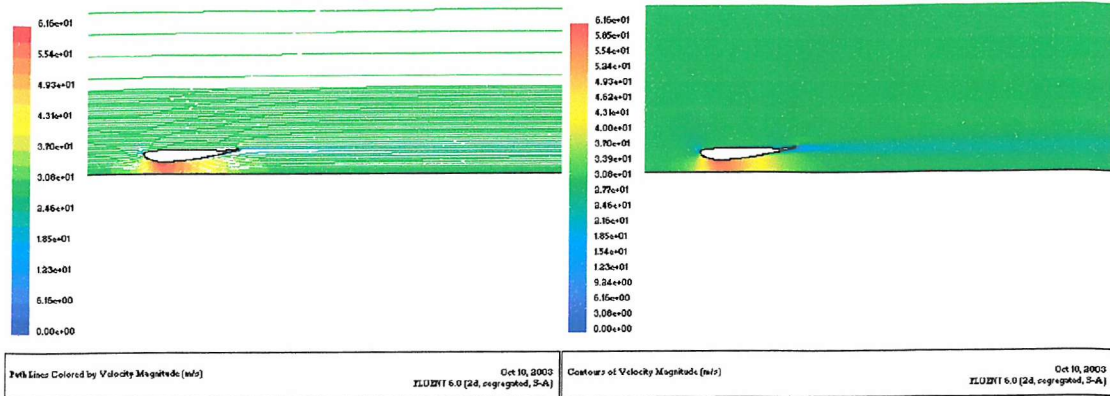 6.16e+01
5.54e+01
4.93e+01
4.31e+01
3.70e+01
3.08e+01
2.46e+01
1.85e+01
1.23e+01
6.16e+00
0.00e+00
Path Lines Colored by Velocity Magnitude (m/s)
Oct 10, 2003
FLUENT 6.0 (2d, segregated, S-A)
6.16e+01
5.85e+01
5.54e+01
5.24e+01
4.93e+01
4.62e+01
4.31e+01
4.00e+01
3.70e+01
3.39e+01
3.08e+01
2.77e+01
2.46e+01
2.16e+01
1.85e+01
1.54e+01
1.23e+01
9.24e+00
6.16e+00
3.08e+00
0.00e+00
Contours of Velocity Magnitude (m/s)
Oct 10, 2003
FLUENT 6.0 (2d, segregated, S-A)